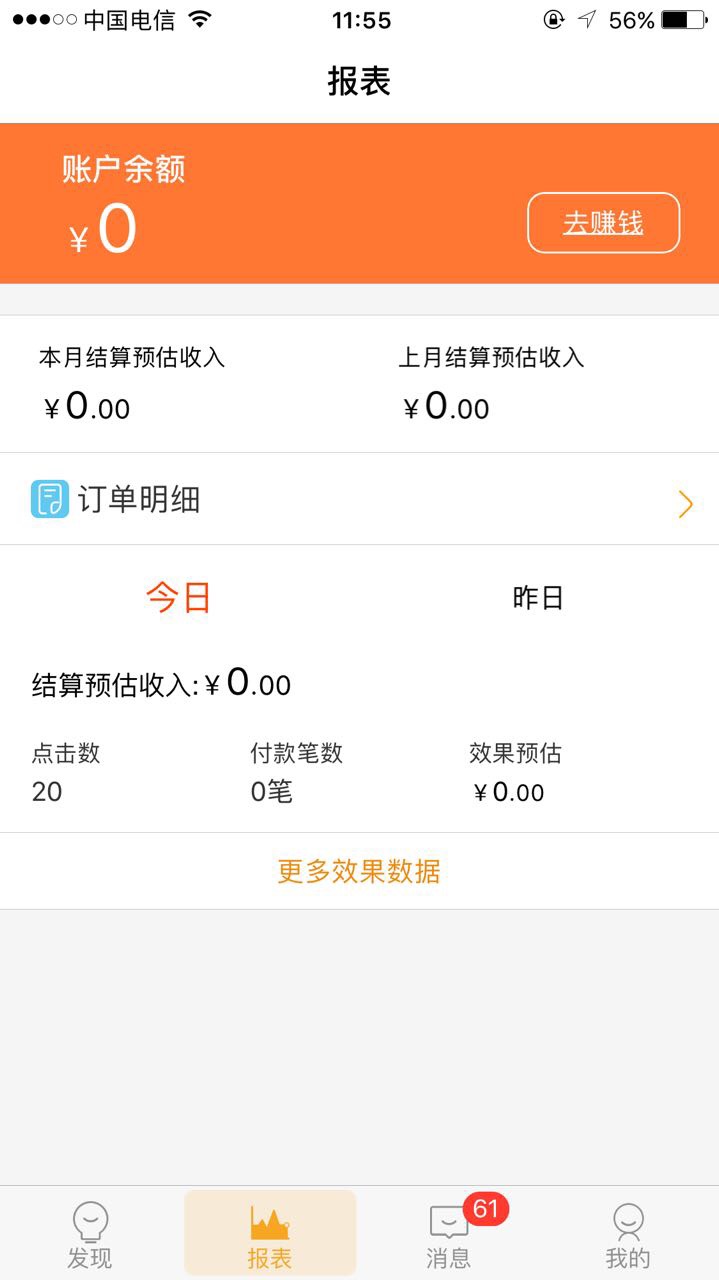 中国电信 11:55 56%
报表
账户余额
¥ 0
去赚钱
本月结算预估收入 上月结算预估收入
¥0.00 ¥0.00
订单明细
今日 昨日
结算预估收入:¥0.00
点击数 付款笔数 效果预估
20 0笔 ¥0.00
更多效果数据
61
发现 报表 消息 我的